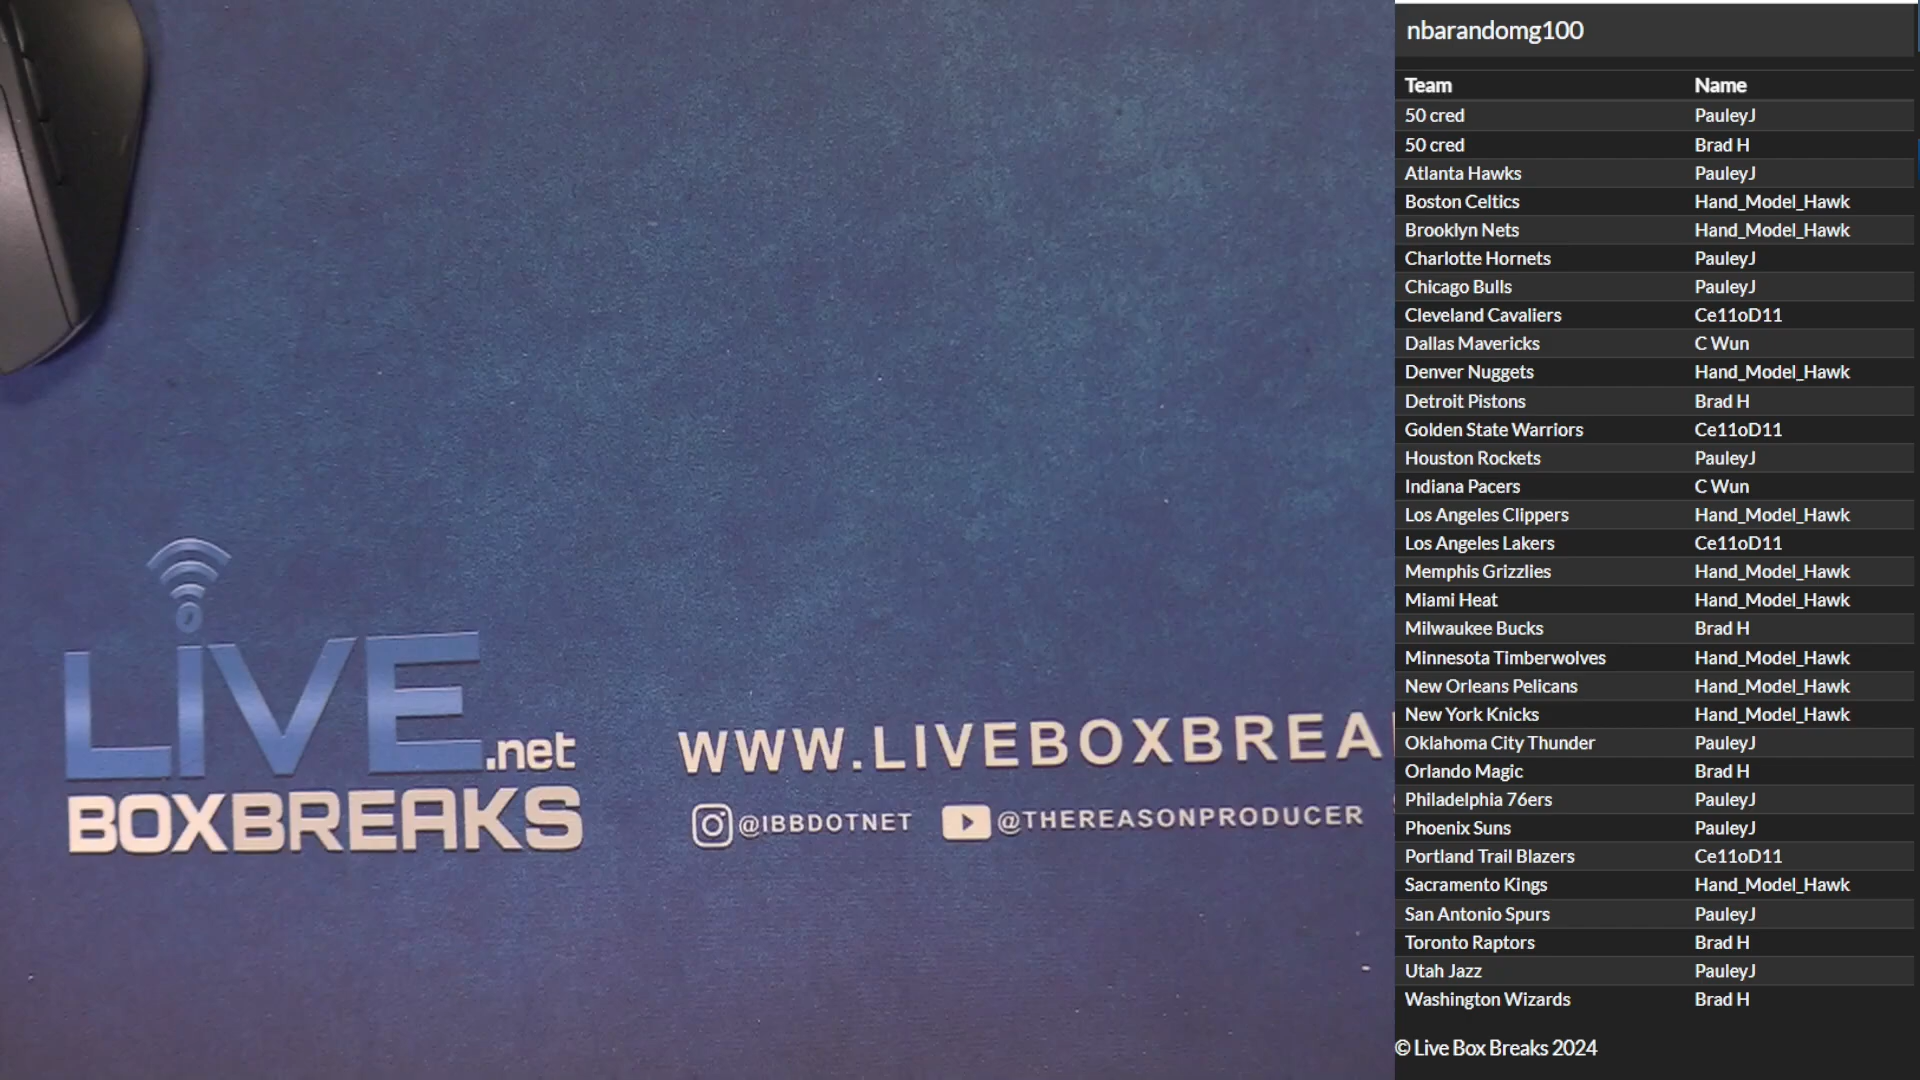 nbarandomg100
Team Name
50 cred PauleyJ
50 cred Brad H
Atlanta Hawks PauleyJ
Boston Celtics Hand_Model_Hawk
Brooklyn Nets Hand_Model_Hawk
Charlotte Hornets PauleyJ
Chicago Bulls PauleyJ
Cleveland Cavaliers Ce11oD11
Dallas Mavericks C Wun
Denver Nuggets Hand_Model_Hawk
Detroit Pistons Brad H
Golden State Warriors Ce11oD11
Houston Rockets PauleyJ
Indiana Pacers C Wun
Los Angeles Clippers Hand_Model_Hawk
Los Angeles Lakers Ce11oD11
Memphis Grizzlies Hand_Model_Hawk
Miami Heat Hand_Model_Hawk
Milwaukee Bucks Brad H
Minnesota Timberwolves Hand_Model_Hawk
New Orleans Pelicans Hand_Model_Hawk
New York Knicks Hand_Model_Hawk
Oklahoma City Thunder PauleyJ
Orlando Magic Brad H
Philadelphia 76ers PauleyJ
Phoenix Suns PauleyJ
Portland Trail Blazers Ce11oD11
Sacramento Kings Hand_Model_Hawk
San Antonio Spurs PauleyJ
Toronto Raptors Brad H
Utah Jazz PauleyJ
Washington Wizards Brad H
© Live Box Breaks 2024
LIVE.net
BOXBREAKS
WWW.LIVEBOXBREA
@IBBDOTNET @THEREASONPRODUCER